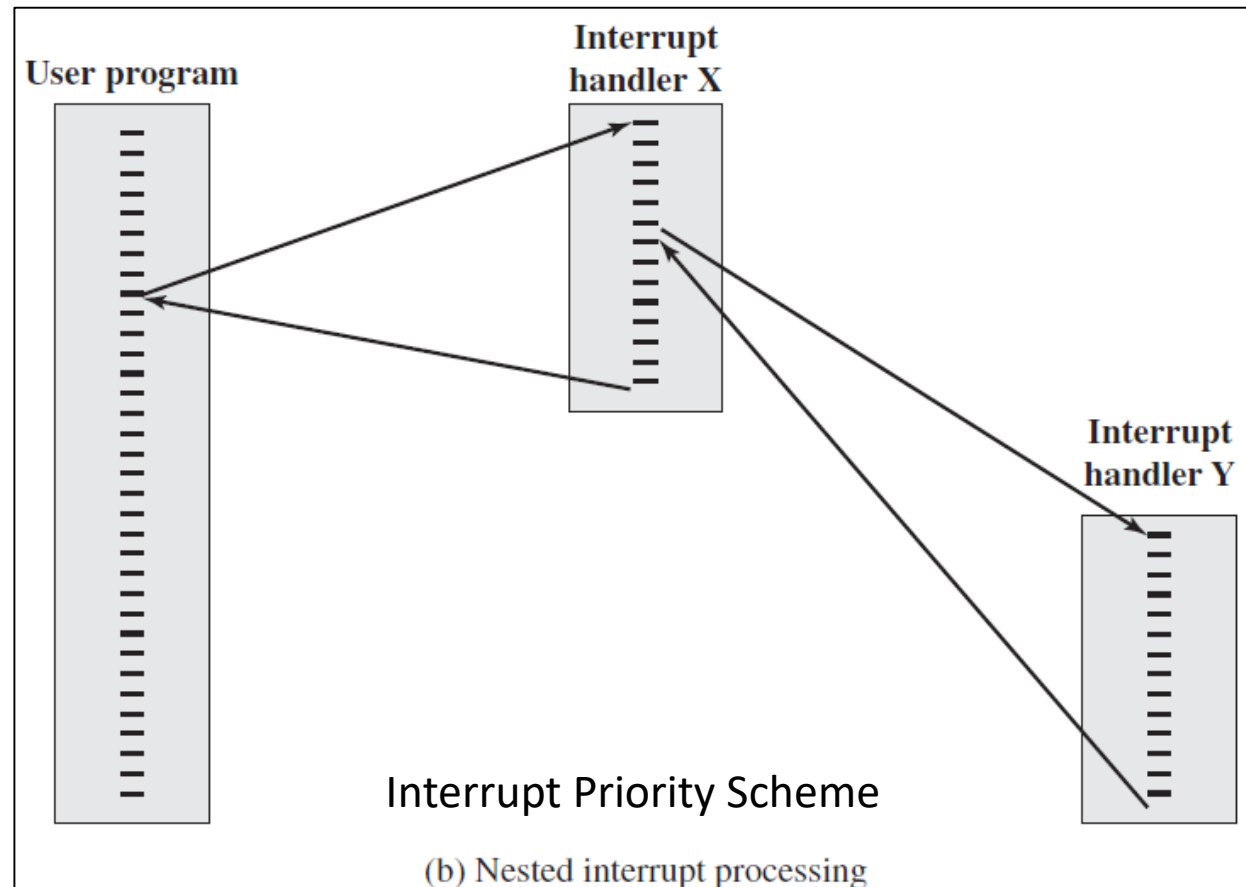 User program
Interrupt
handler X
Interrupt
handler Y
Interrupt Priority Scheme
(b) Nested interrupt processing